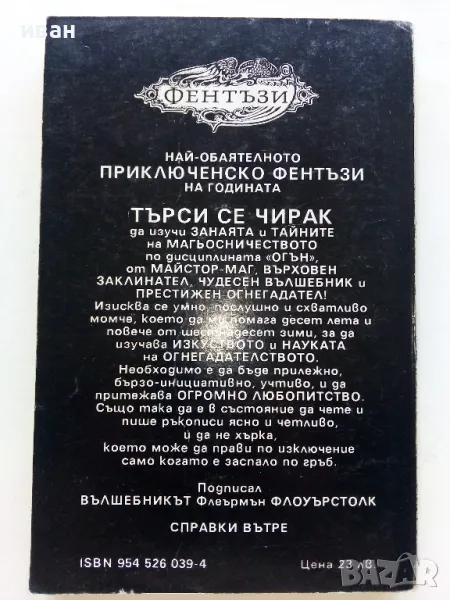 иван
ФЕНТЪЗИ
НАЙ-ОБАЯТЕЛНОТО
ПРИКЛЮЧЕНСКО ФЕНТЪЗИ
НА ГОДИНАТА
ТЪРСИ СЕ ЧИРАК
да изучи ЗАНАЯТА и ТАЙНИТЕ
на МАГЬОСНИЧЕСТВОТО
по дисциплината «ОГЪН»,
от МАЙСТОР-МАГ, ВЪРХОВЕН
ЗАКЛИНАТЕЛ, ЧУДЕСЕН ВЪЛШЕБНИК и
ПРЕСТИЖЕН ОГНЕГАДАТЕЛ!
Изисква се умно, послушно и схватливо
момче, което да ми помага десет лета и
повече от шестнадесет зими, за да
изучава ИЗКУСТВОТО и НАУКАТА
на ОГНЕГАДАТЕЛСТВОТО.
Необходимо е да бъде прилежно,
бързо-инициативно, учтиво, и да
притежава ОГРОМНО ЛЮБОПИТСТВО.
Също така да е в състояние да чете и
пише ръкописи ясно и четливо,
и да не хърка,
което може да прави по изключение
само когато е заспало по гръб.
Подписал
ВЪЛШЕБНИКЪТ Флеърмън ФЛОУЪРСТОЛК
СПРАВКИ ВЪТРЕ
ISBN 954 526 039-4 Цена 23 лв.
bazar.bg